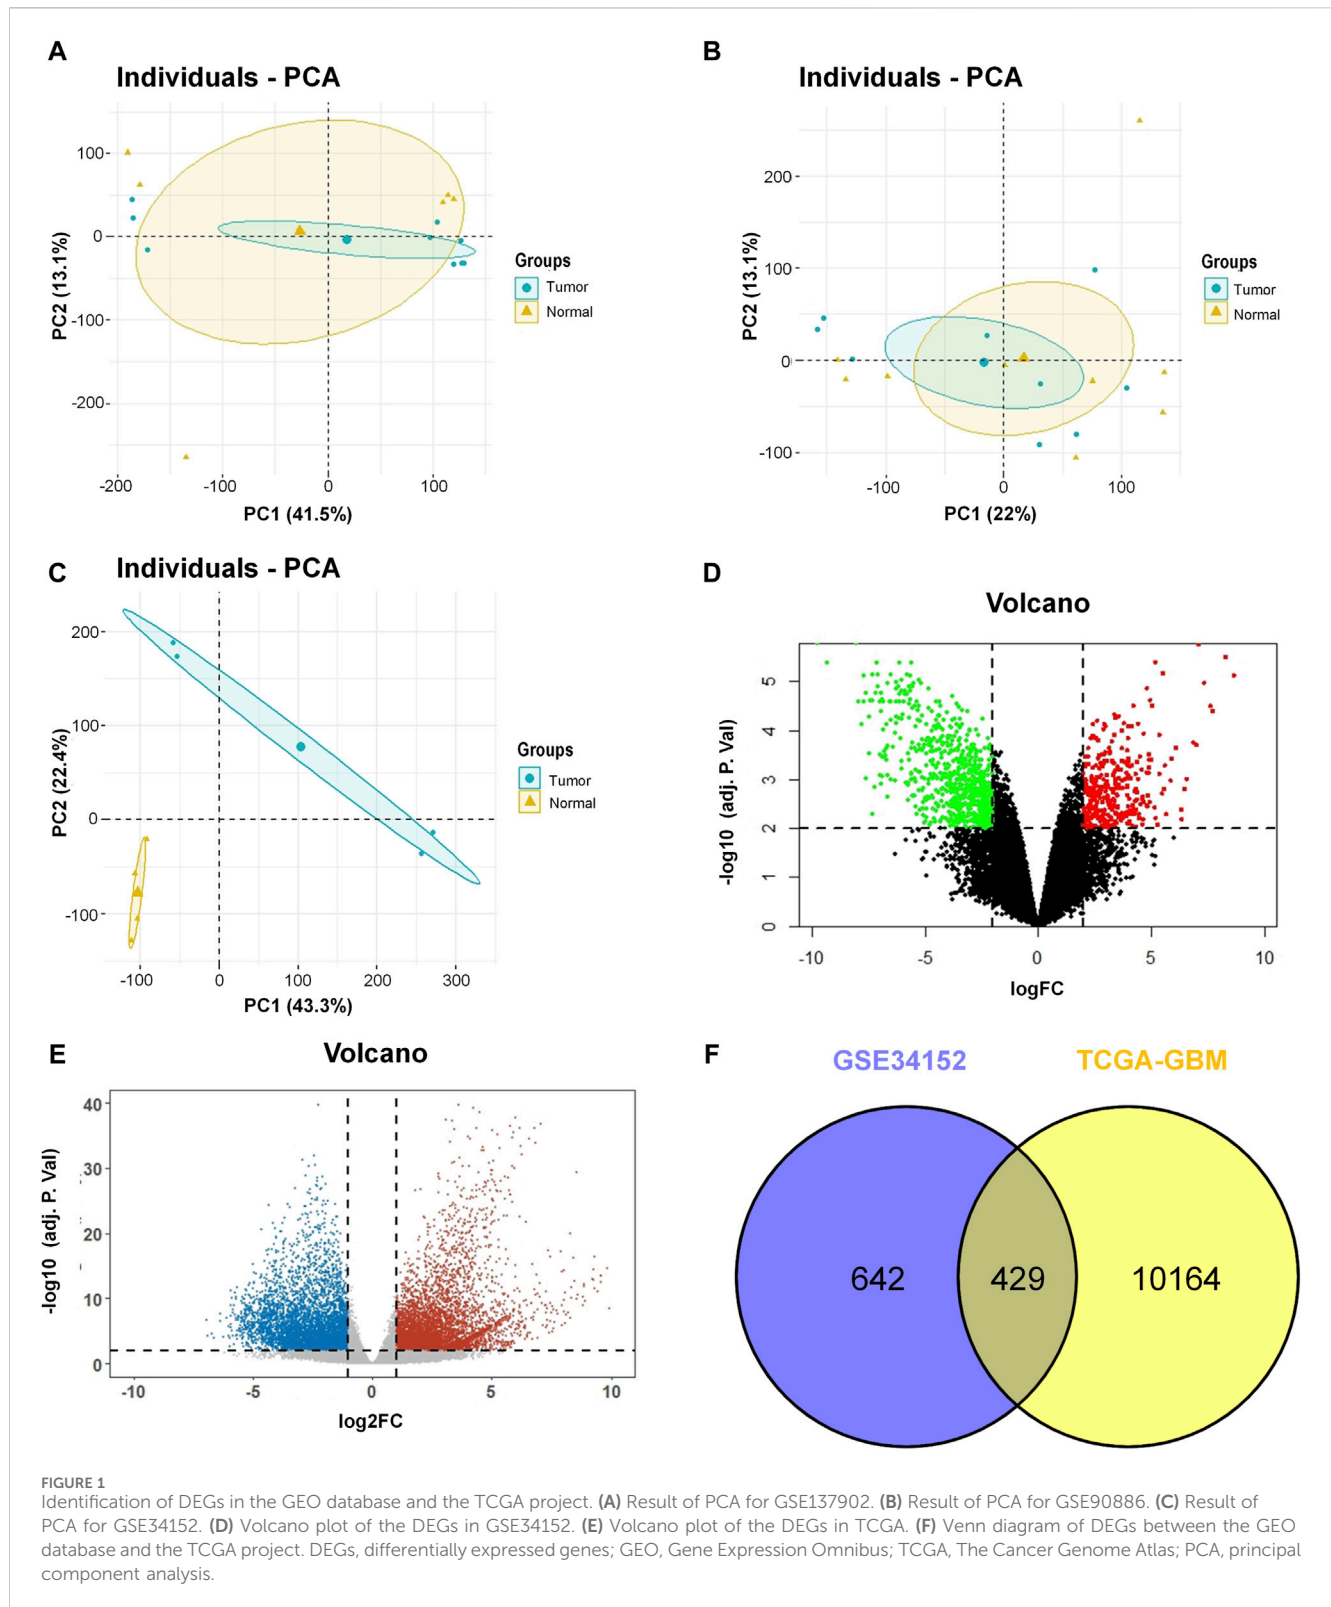 A
Individuals - PCA
100
0
-100
-200
PC2 (13.1%)
-200 -100 0 100
PC1 (41.5%)
Groups
Tumor
Normal
B
Individuals - PCA
200
100
0
-100
PC2 (13.1%)
-100 0 100
PC1 (22%)
Groups
Tumor
Normal
C
Individuals - PCA
200
100
0
-100
PC2 (22.4%)
-100 0 100 200 300
PC1 (43.3%)
Groups
Tumor
Normal
D
Volcano
5
4
3
2
1
0
-log10 (adj. P. Val)
-10 -5 0 5 10
logFC
E
Volcano
40
30
20
10
0
-log10 (adj. P. Val)
-10 -5 0 5 10
log2FC
F
GSE34152 TCGA-GBM
642 429 10164
FIGURE 1
Identification of DEGs in the GEO database and the TCGA project. (A) Result of PCA for GSE137902. (B) Result of PCA for GSE90886. (C) Result of
PCA for GSE34152. (D) Volcano plot of the DEGs in GSE34152. (E) Volcano plot of the DEGs in TCGA. (F) Venn diagram of DEGs between the GEO
database and the TCGA project. DEGs, differentially expressed genes; GEO, Gene Expression Omnibus; TCGA, The Cancer Genome Atlas; PCA, principal
component analysis.